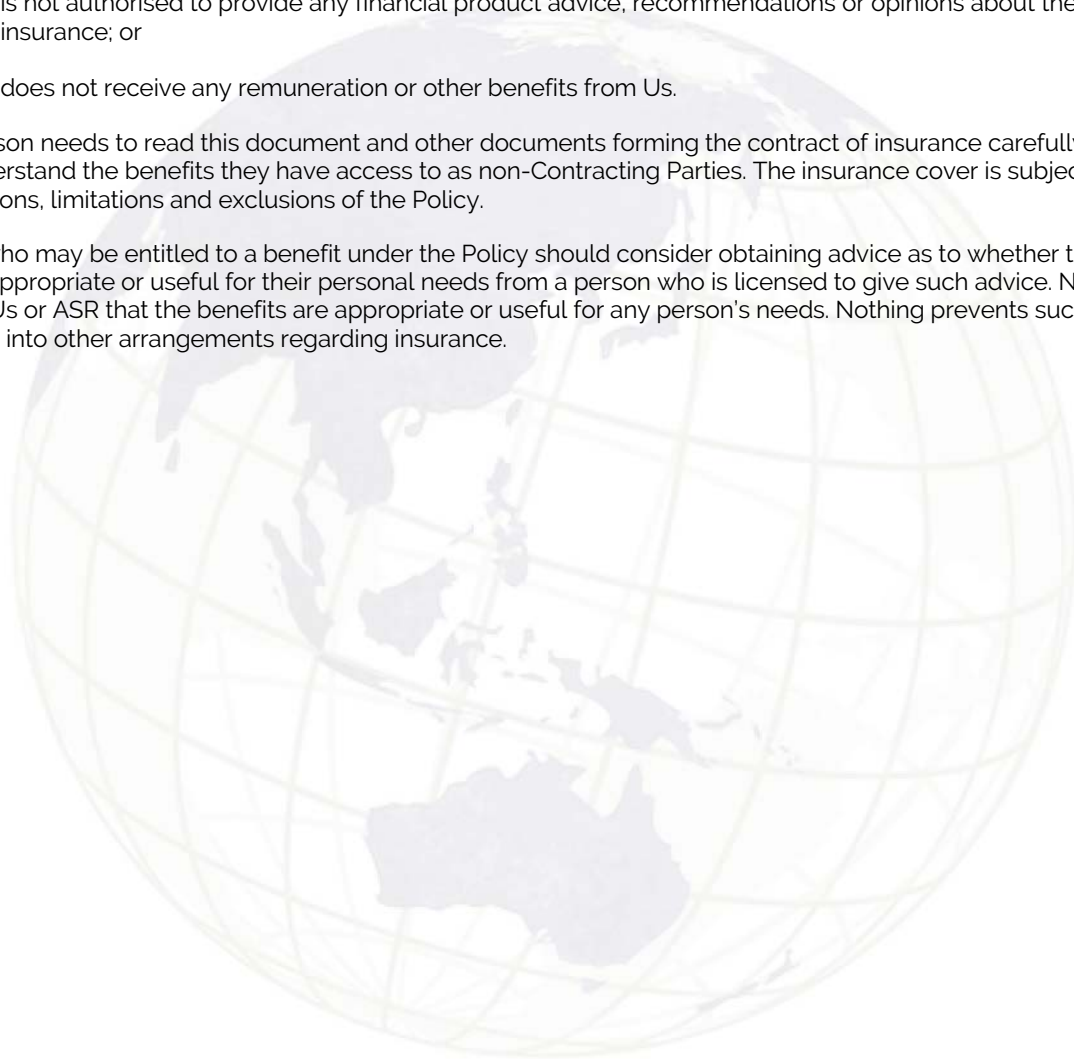 is not authorised to provide any financial product advice, recommendations or opinions about the
insurance; or
does not receive any remuneration or other benefits from Us.
son needs to read this document and other documents forming the contract of insurance carefully
erstand the benefits they have access to as non-Contracting Parties. The insurance cover is subjec
ons, limitations and exclusions of the Policy.
ho may be entitled to a benefit under the Policy should consider obtaining advice as to whether t
ppropriate or useful for their personal needs from a person who is licensed to give such advice. N
Us or ASR that the benefits are appropriate or useful for any person's needs. Nothing prevents suc
into other arrangements regarding insurance.